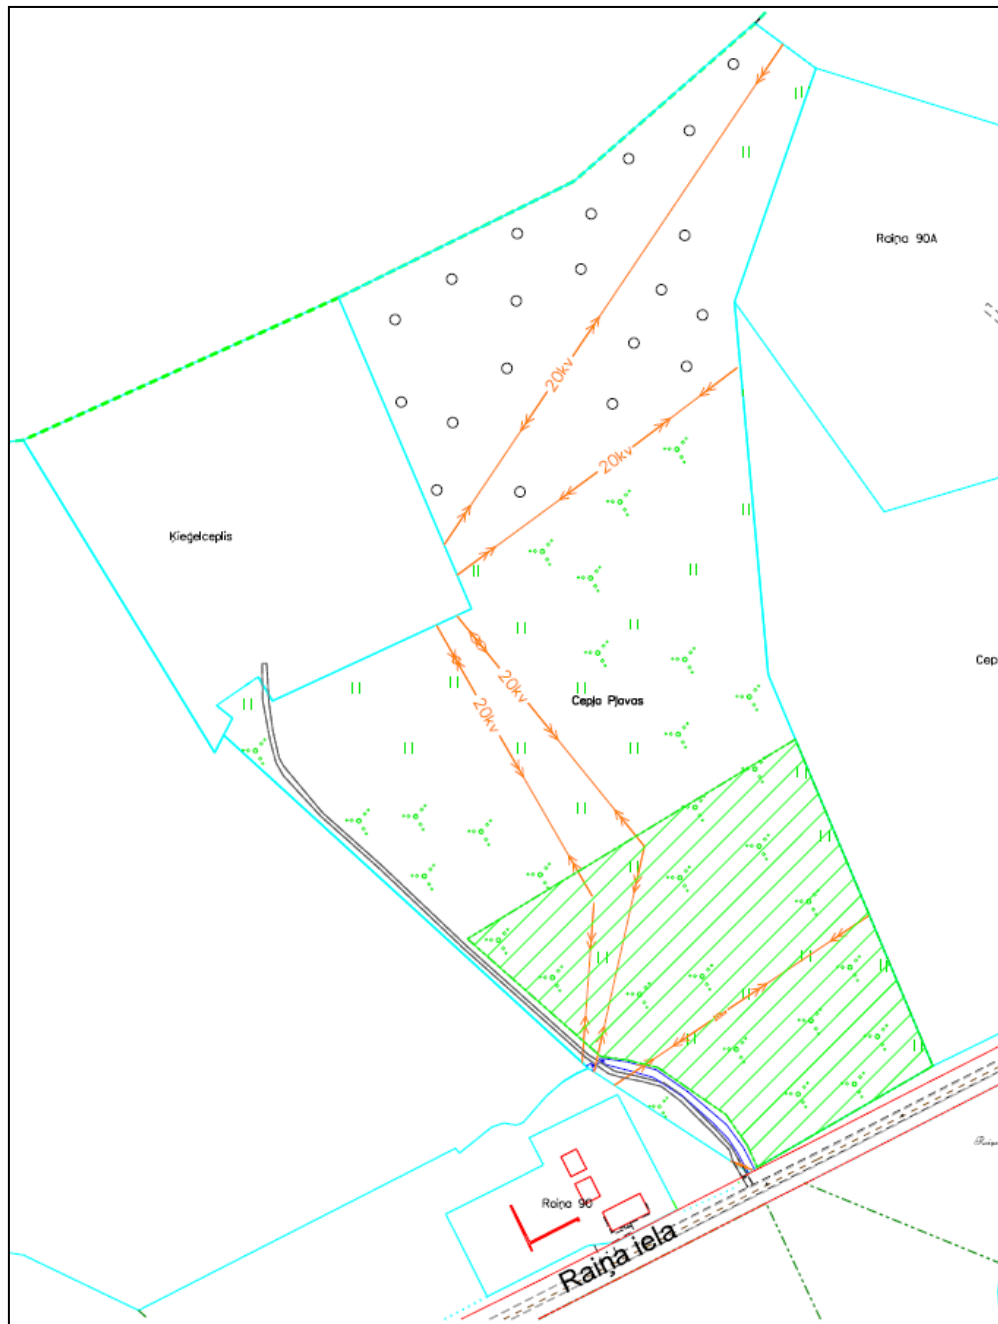 Raiņa 90A
20kv
20kv
Ķieģelceplis
Cep
20kv
Cepļa Pļavas
20kv
Raiņa 90
Raiņa iela